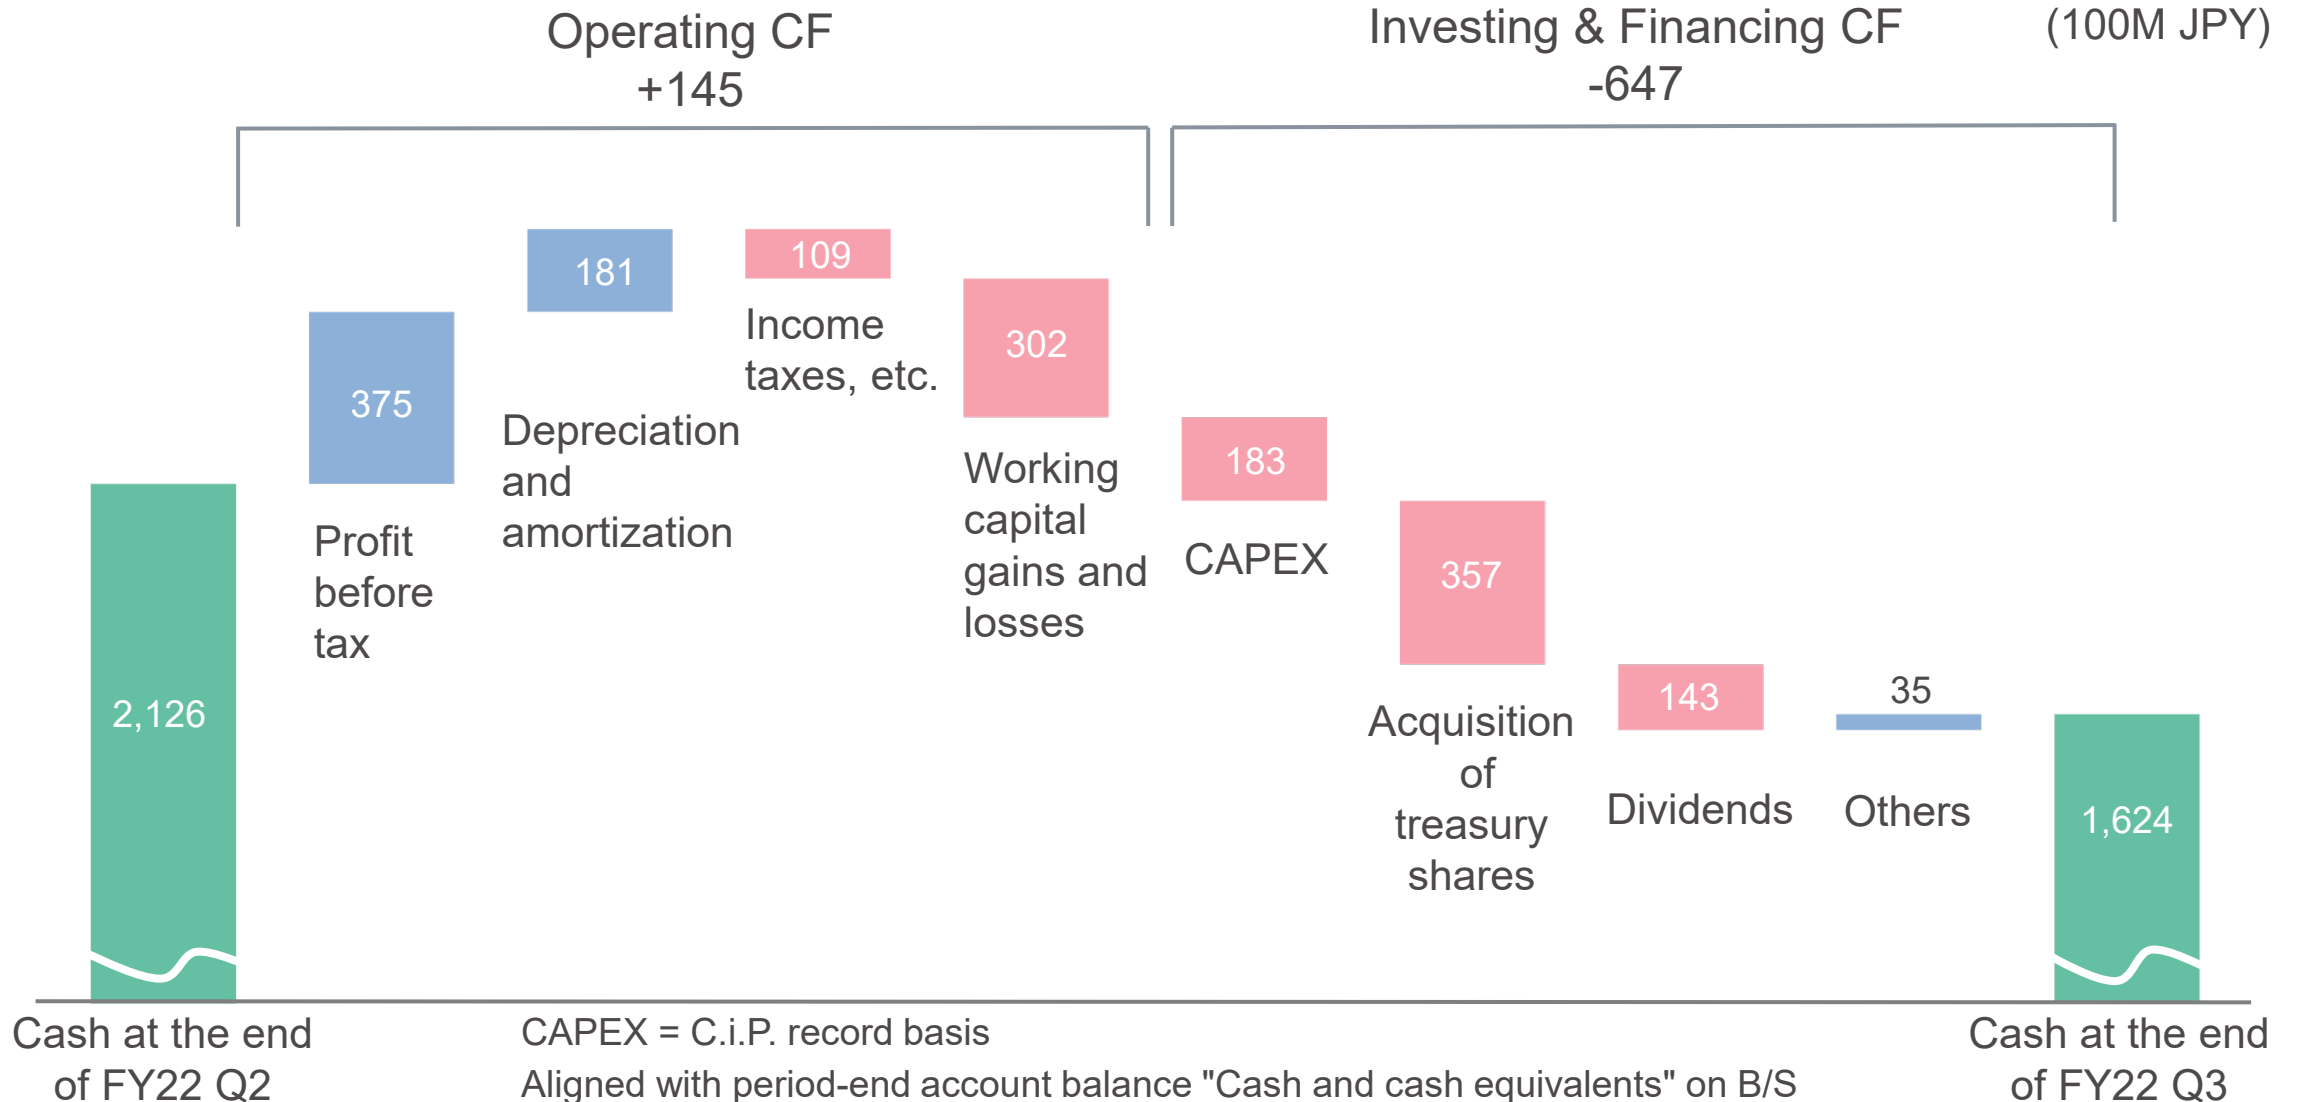 Operating CF
+145
Investing & Financing CF
-647
(100M JPY)
2,126
375
Profit
before
tax
181
Depreciation
and
amortization
109
Income
taxes, etc.
302
Working
capital
gains and
losses
183
CAPEX
357
Acquisition
of
treasury
shares
143
Dividends
35
Others
1,624
Cash at the end
of FY22 Q2
CAPEX = C.i.P. record basis
Aligned with period-end account balance "Cash and cash equivalents" on B/S
Cash at the end
of FY22 Q3